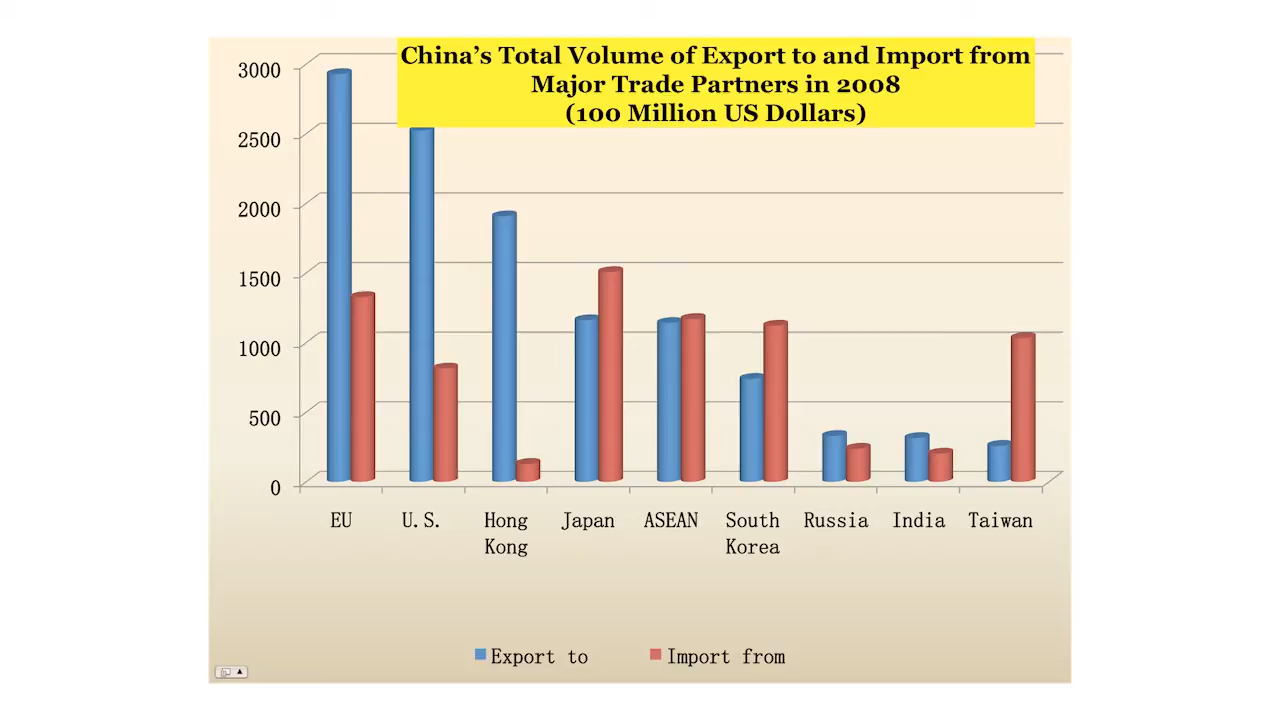 China’s Total Volume of Export to and Import from
Major Trade Partners in 2008
(100 Million US Dollars)
3000
2500
2000
1500
1000
500
0
EU U.S. Hong Kong Japan ASEAN South Korea Russia India Taiwan
Export to Import from